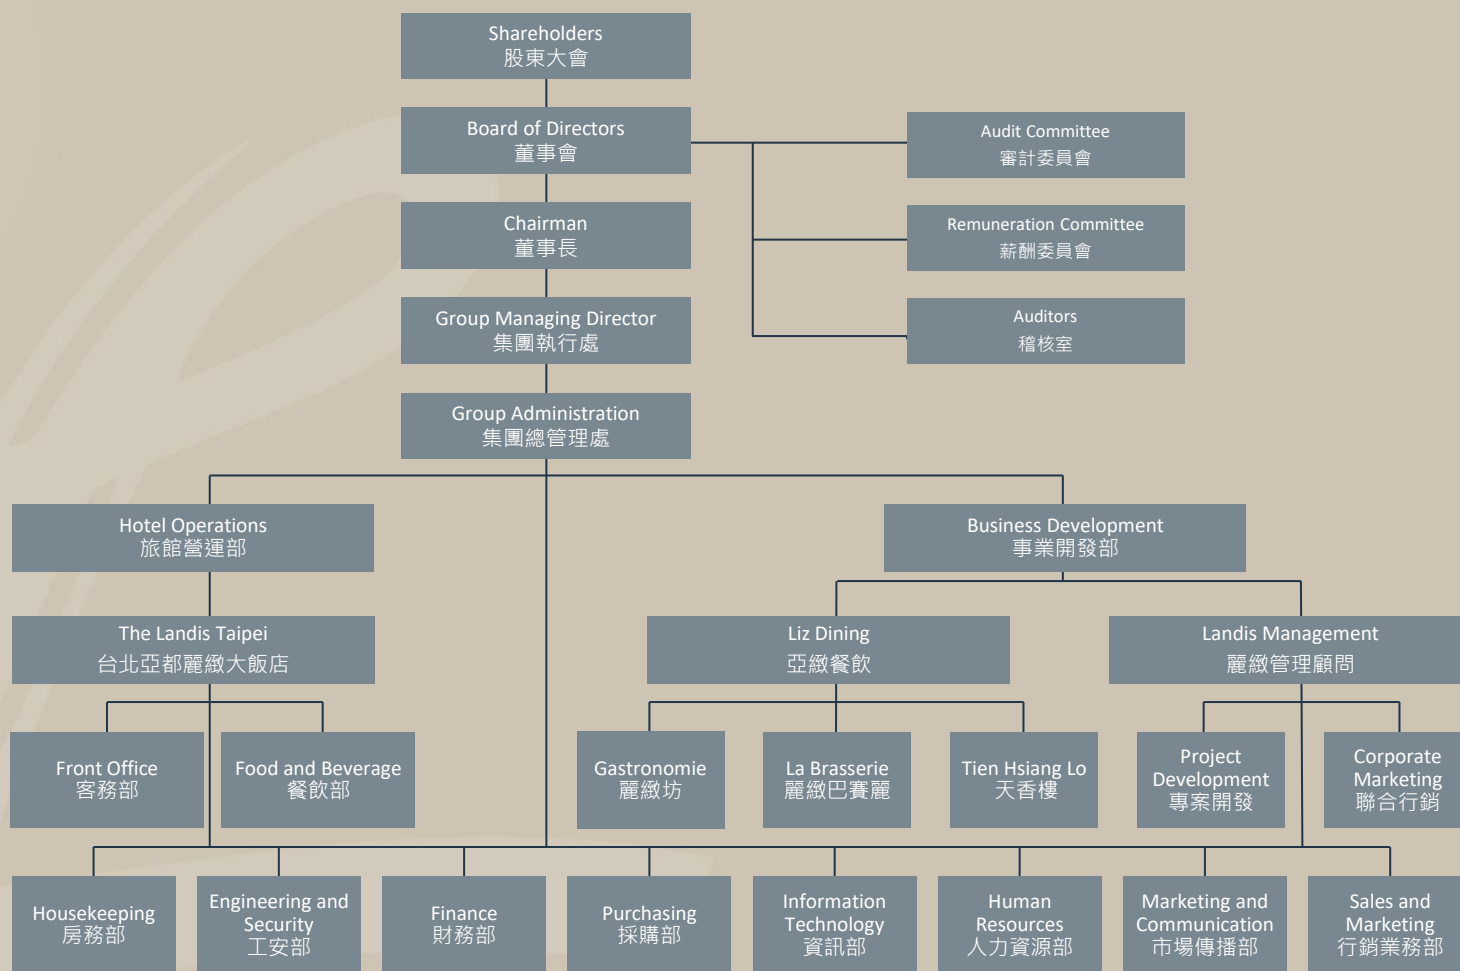 Shareholders
股東大會
Board of Directors
董事會
Audit Committee
審計委員會
Chairman
董事長
Remuneration Committee
薪酬委員會
Group Managing Director
集團執行處
Auditors
稽核室
Group Administration
集團總管理處
Hotel Operations
旅館營運部
Business Development
事業開發部
The Landis Taipei
台北亞都麗緻大飯店
Liz Dining
亞緻餐飲
Landis Management
麗緻管理顧問
Front Office
客務部
Food and Beverage
餐飲部
Gastronomie
麗緻坊
La Brasserie
麗緻巴賽麗
Tien Hsiang Lo
天香樓
Project
Development
專案開發
Corporate
Marketing
聯合行銷
Housekeeping
房務部
Engineering and
Security
工安部
Finance
財務部
Purchasing
採購部
Information
Technology
資訊部
Human
Resources
人力資源部
Marketing and
Communication
市場傳播部
Sales and
Marketing
行銷業務部